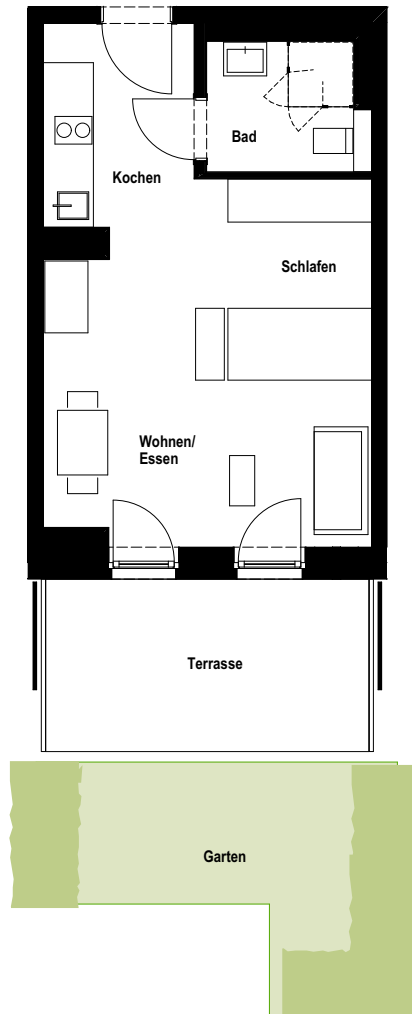 Bad
Kochen
Schlafen
Wohnen/
Essen
Terrasse
Garten